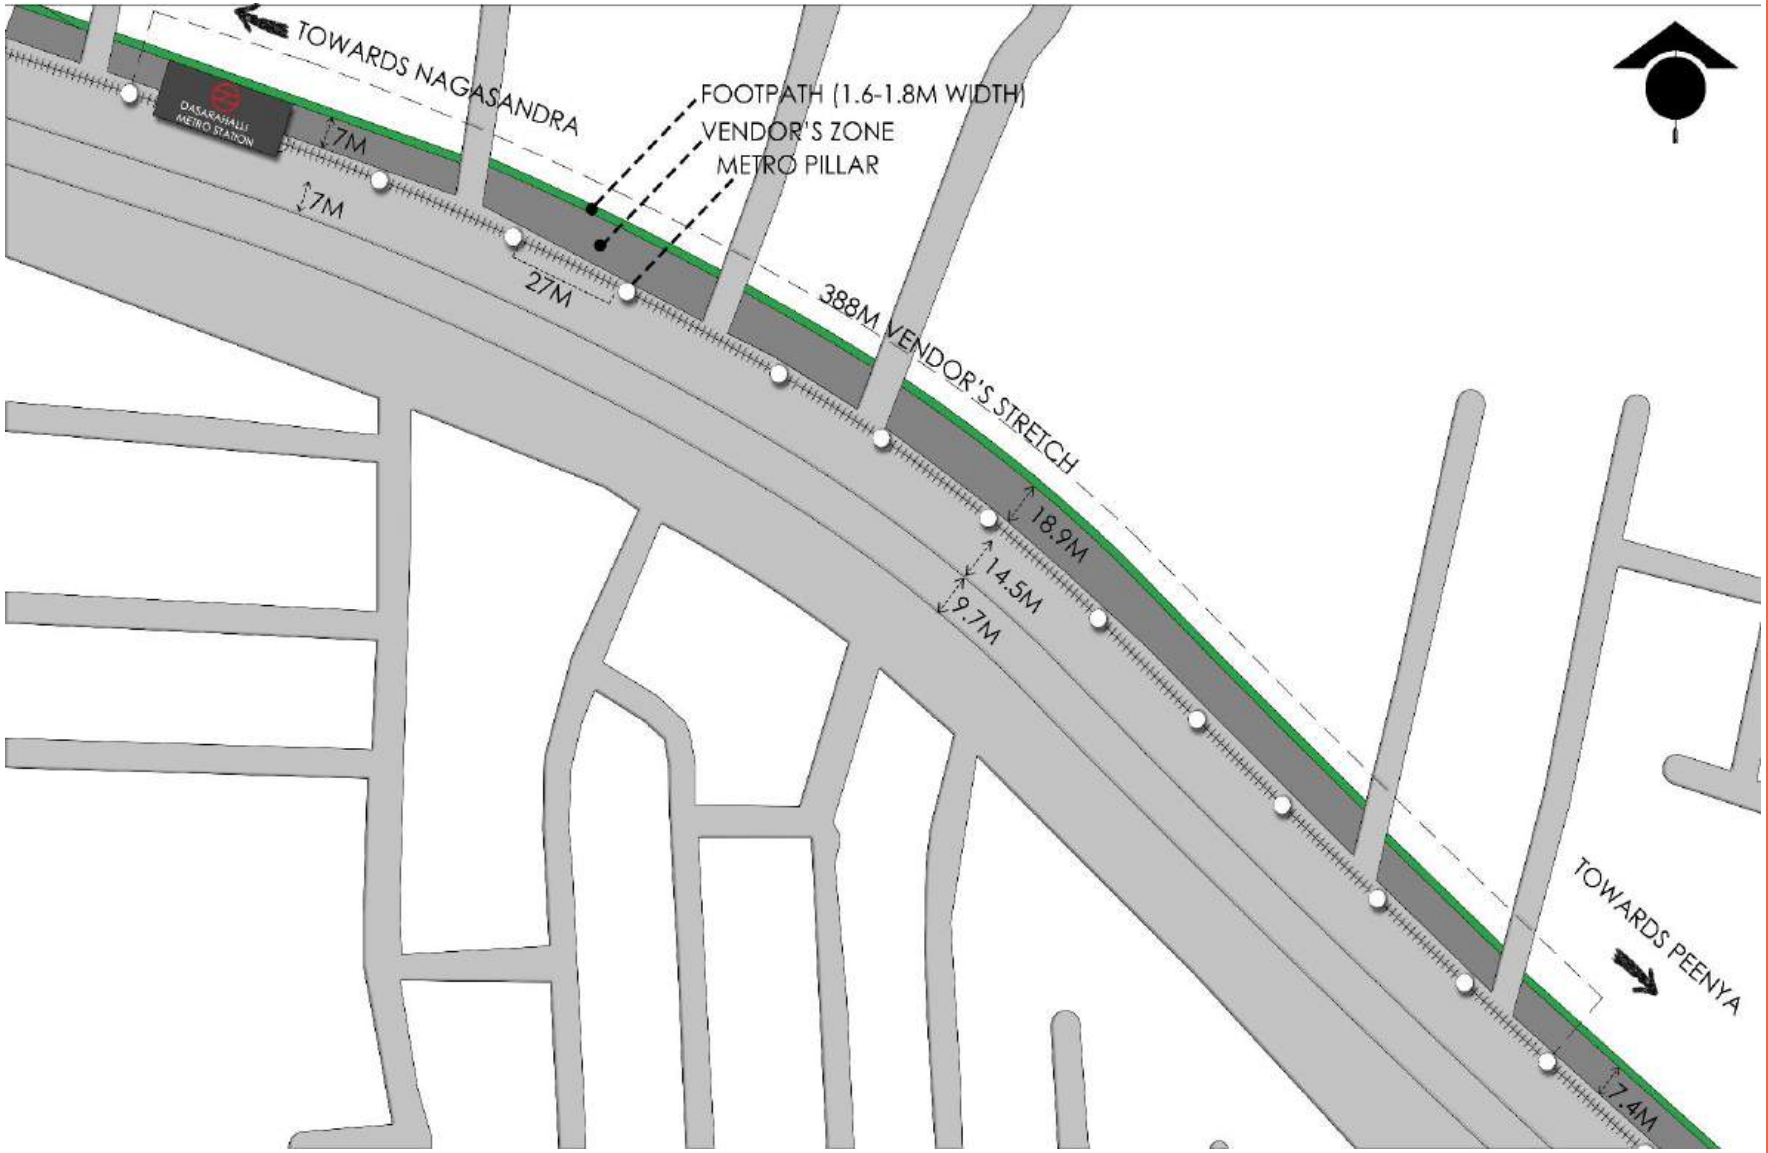 TOWARDS NAGASANDRA
FOOTPATH (1.6-1.8M WIDTH)
VENDOR'S ZONE
METRO PILLAR
DASARAHALLI
METRO STATION
7M
7M
27M
388M VENDOR'S STRETCH
18.9M
14.5M
9.7M
TOWARDS PEENYA
7.4M